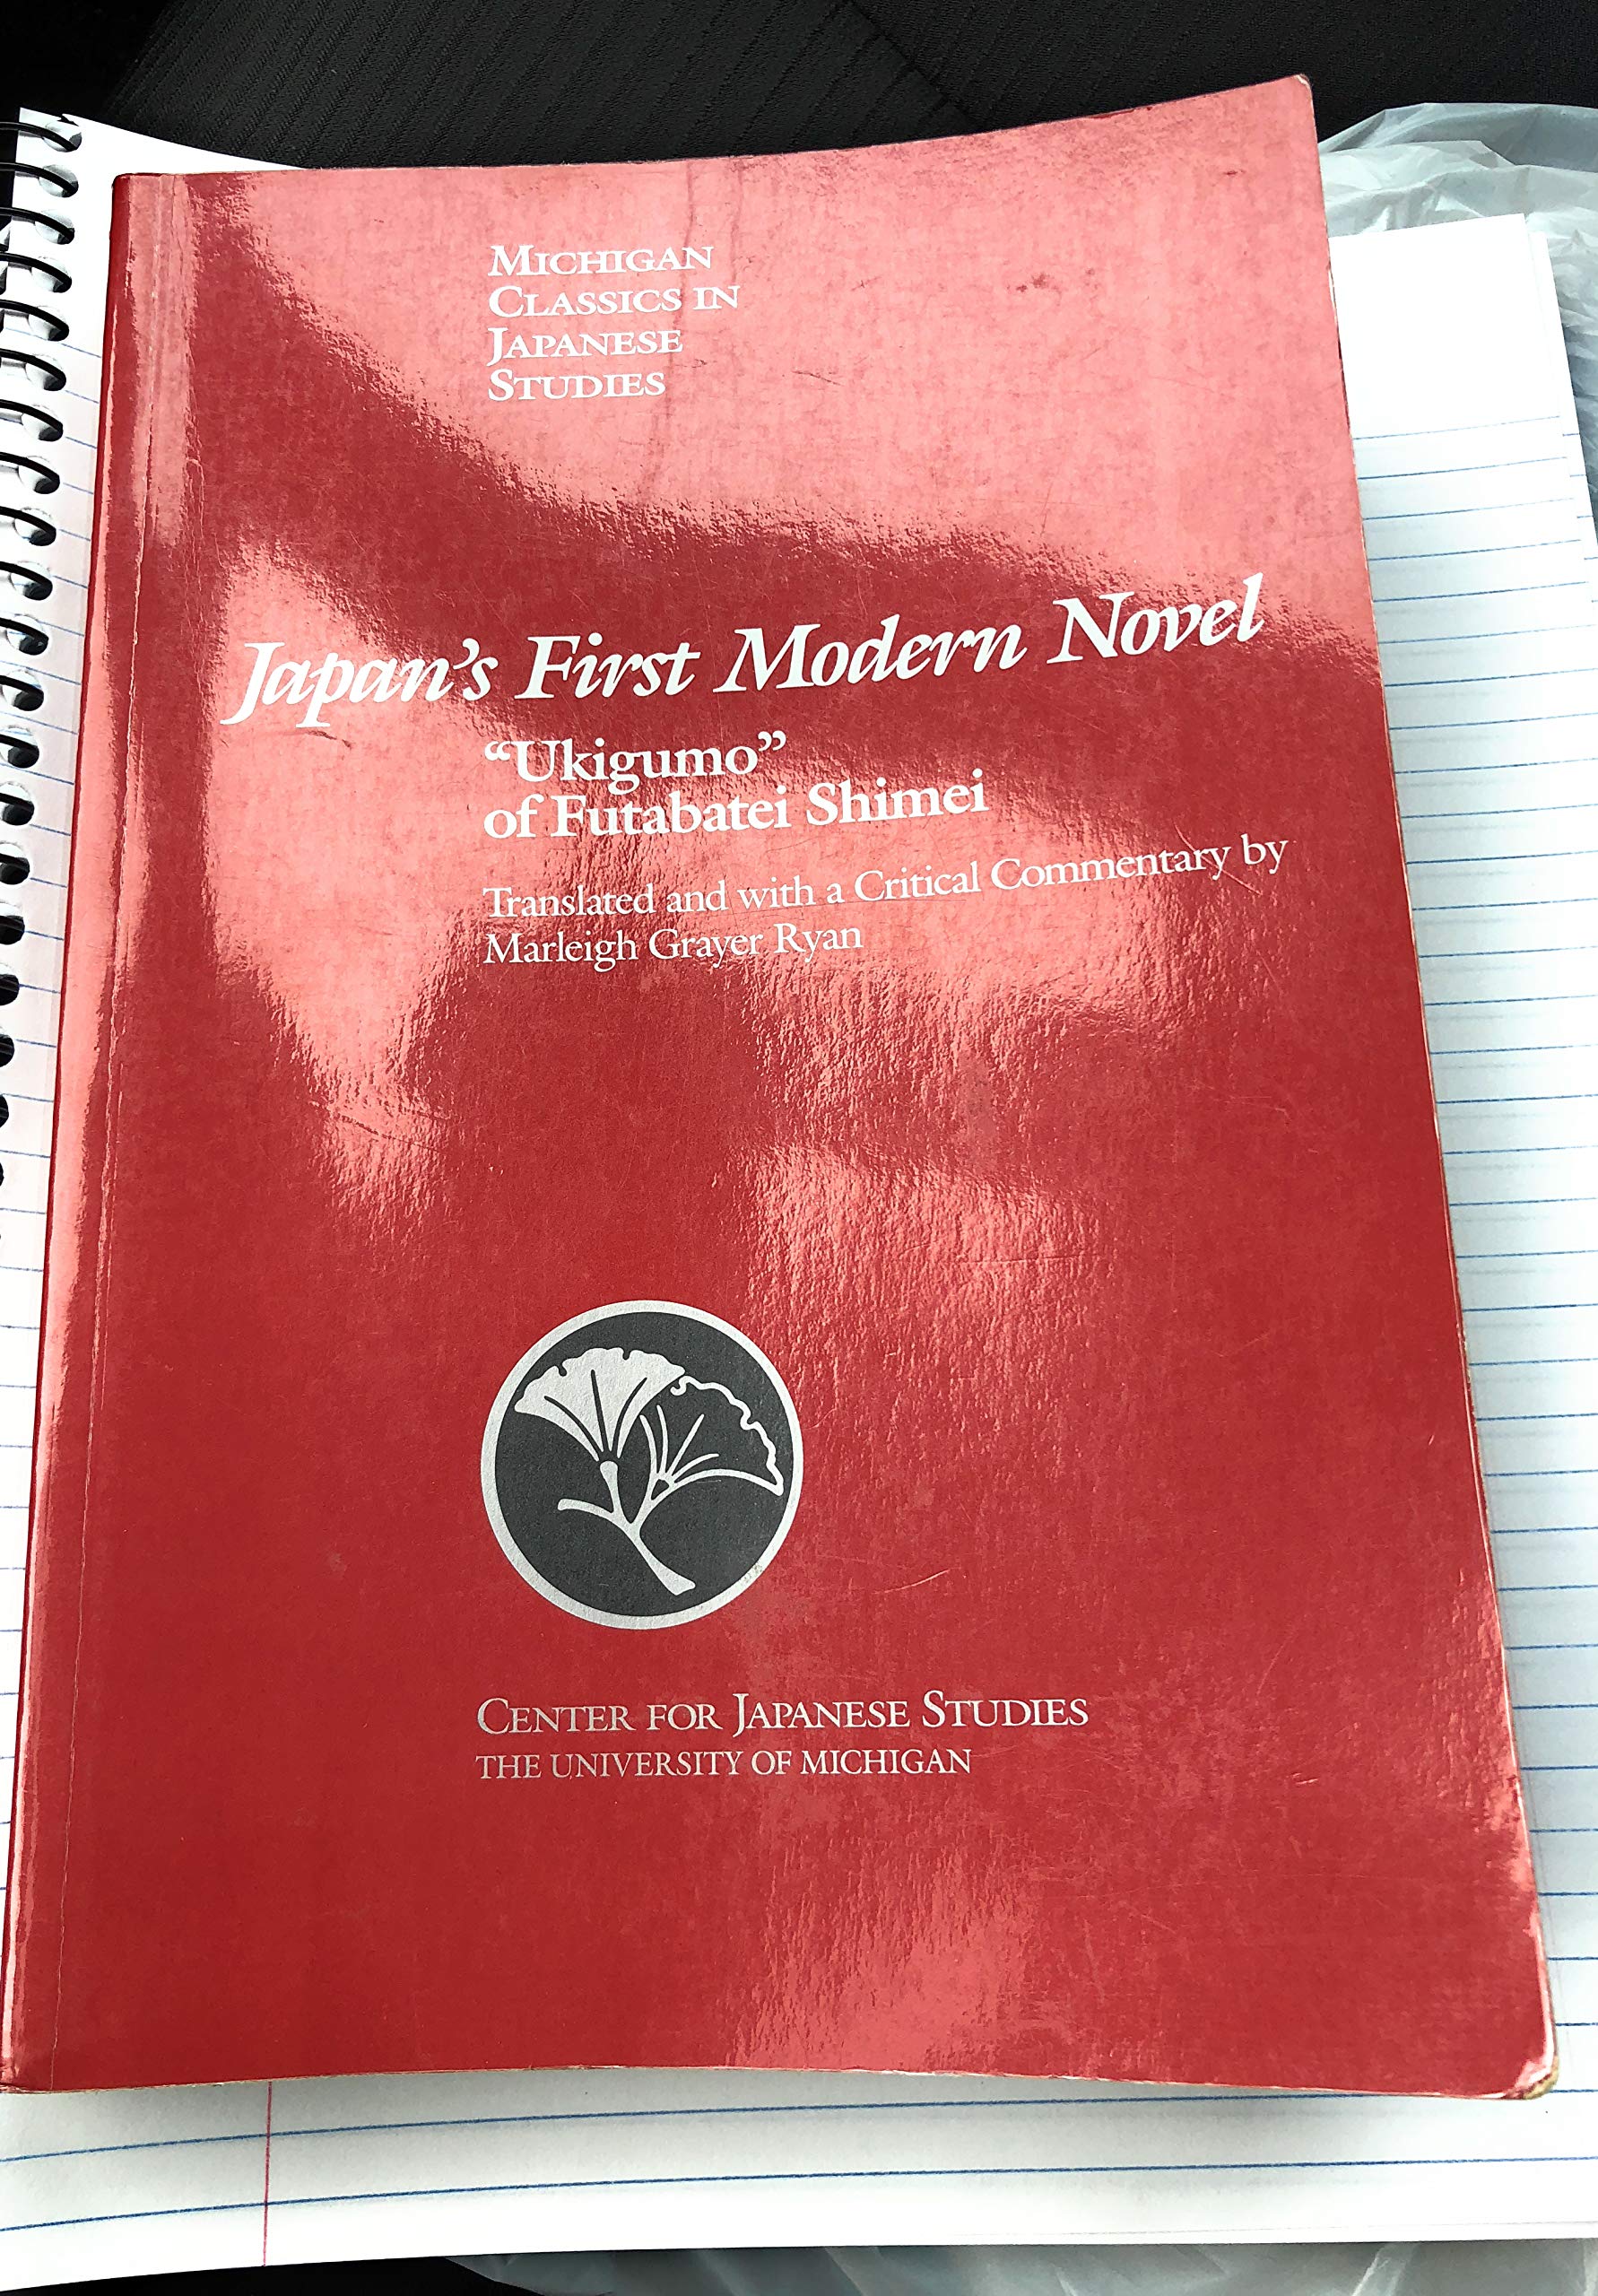 MICHIGAN
CLASSICS IN
JAPANESE
STUDIES
Japan's First Modern Novel
“Ukigumo”
of Futabatei Shimei
Translated and with a Critical Commentary by
Marleigh Grayer Ryan
CENTER FOR JAPANESE STUDIES
THE UNIVERSITY OF MICHIGAN